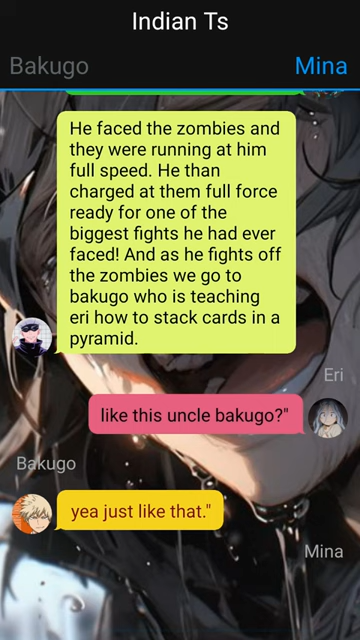 Indian Ts
Bakugo
Mina
He faced the zombies and
they were running at him
full speed. He than
charged at them full force
ready for one of the
biggest fights he had ever
faced! And as he fights off
the zombies we go to
bakugo who is teaching
eri how to stack cards in a
pyramid.
Eri
like this uncle bakugo?"
Bakugo
yea just like that."
Mina